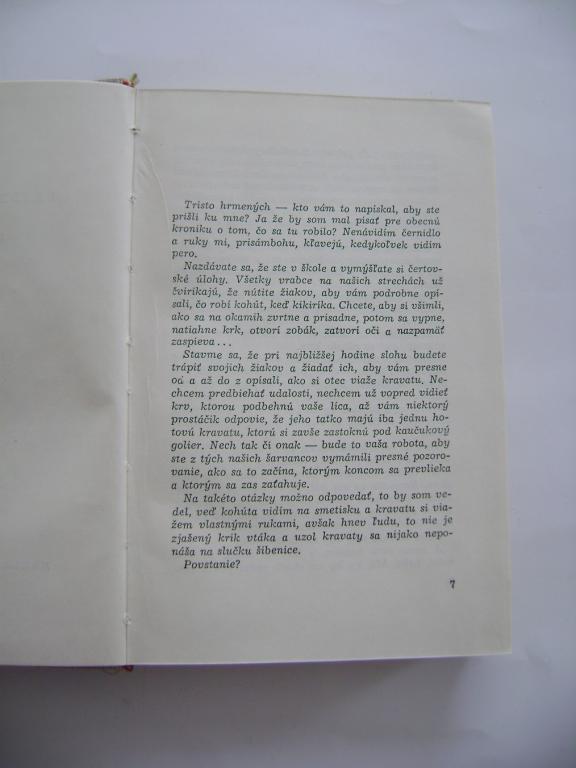 Tristo hrmených — kto vám to napískal, aby ste
prišli ku mne? Ja že by som mal písať pre obecnú
kroniku o tom, čo sa tu robilo? Nenávidím černidlo
a ruky mi, prisámbohu, kľavejú, kedykoľvek vidím
pero.
Nazdávate sa, že ste v škole a vymýšľate si čertov-
ské úlohy. Všetky vrabce na našich strechách už
čvirikajú, že nútite žiakov, aby vám podrobne opí-
sali, čo robí kohút, keď kikiríka. Chcete, aby si všimli,
ako sa na okamih zvrtne a prisadne, potom sa vypne,
natiahne krk, otvorí zobák, zatvorí oči a nazpamäť
zaspieva...
Stavme sa, že pri najbližšej hodine slohu budete
trápiť svojich žiakov a žiadať ich, aby vám presne
od a až do z opísali, ako si otec viaže kravatu. Ne-
chcem predbiehať udalosti, nechcem už vopred vidieť
krv, ktorou podbehnú vaše líca, až vám niektorý
prostáčik odpovie, že jeho tatko majú iba jednu ho-
tovú kravatu, ktorú si zavše zastoknú pod kaučukový
golier. Nech tak či onak — bude to vaša robota, aby
ste z tých našich šarvancov vymámili presné pozoro-
vanie, ako sa to začína, ktorým koncom sa prevlieka
a ktorým sa zas zaťahuje.
Na takéto otázky možno odpovedať, to by som ve-
del, veď kohúta vidím na smetisku a kravatu si via-
žem vlastnými rukami, avšak hnev ľudu, to nie je
zjašený krik vtáka a uzol kravaty sa nijako nepo-
náša na slučku šibenice.
Povstanie?
7